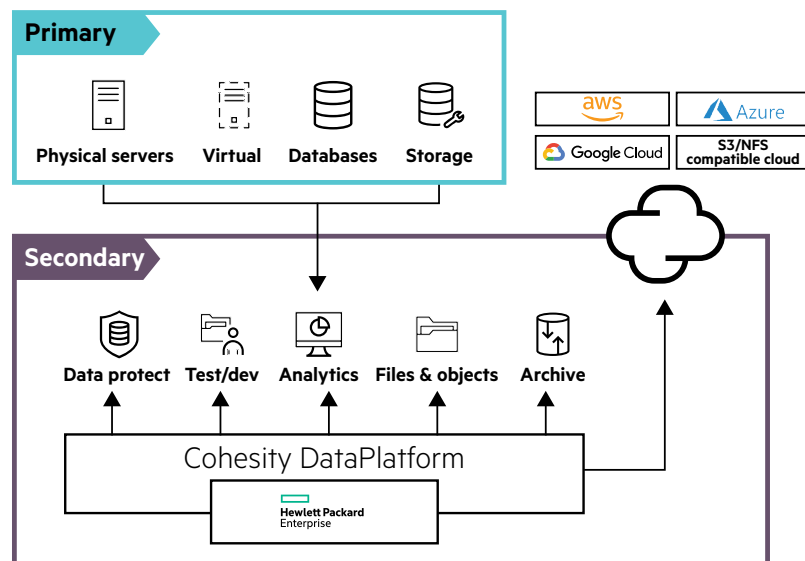 Primary
Physical servers
Virtual
Databases
Storage
aws
Azure
Google Cloud
S3/NFS
compatible cloud
Secondary
Data protect
Test/dev
Analytics
Files & objects
Archive
Cohesity DataPlatform
Hewlett Packard
Enterprise